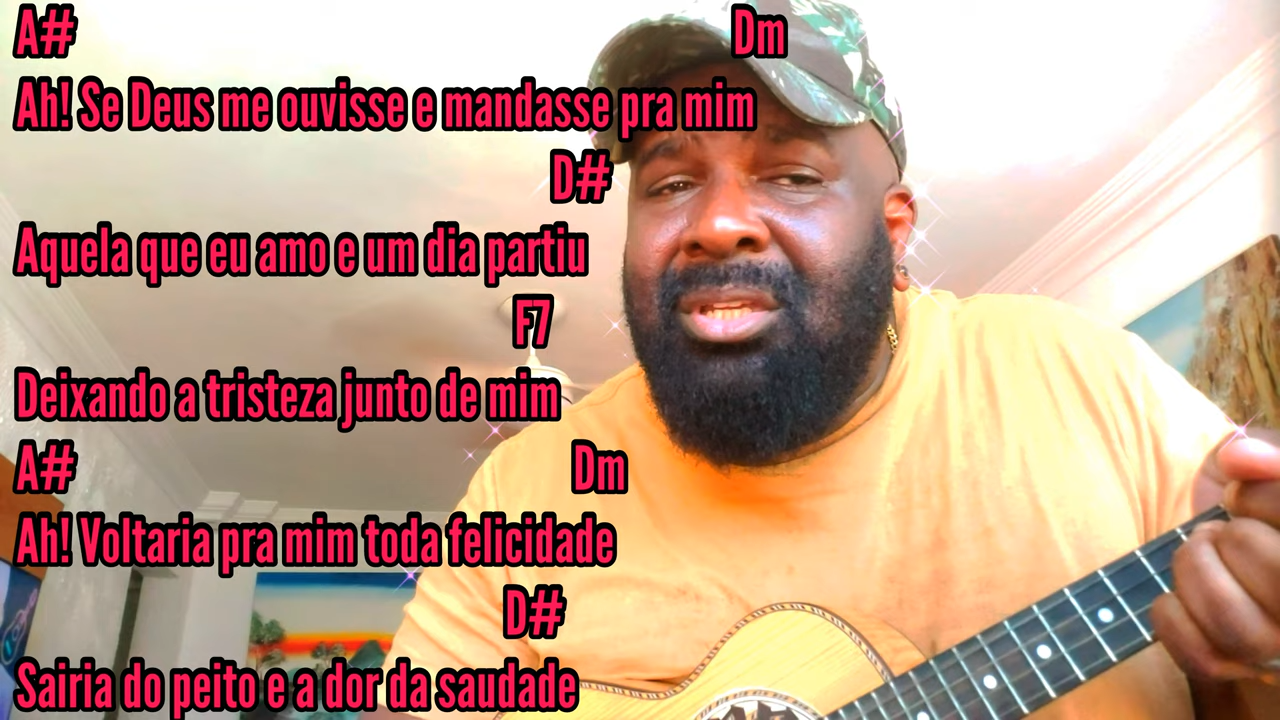 A# Dm
Ah! Se Deus me ouvisse e mandasse pra mim
D#
Aquela que eu amo e um dia partiu
F7
Deixando a tristeza junto de mim
A# Dm
Ah! Voltaria pra mim toda felicidade
D#
Sairia do peito e a dor da saudade